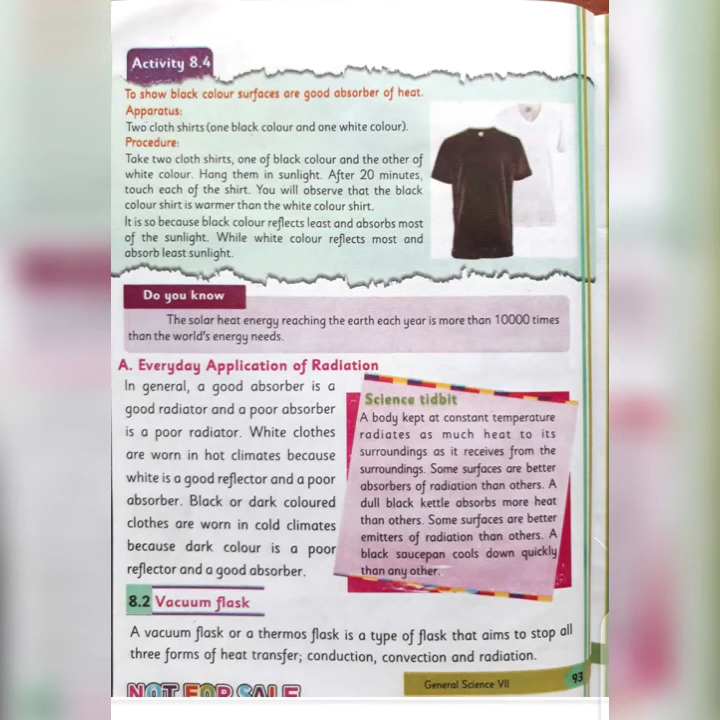 Activity 8.4
To show black colour surfaces are good absorber of heat.
Apparatus:
Two cloth shirts (one black colour and one white colour).
Procedure:
Take two cloth shirts, one of black colour and the other of
white colour. Hang them in sunlight. After 20 minutes,
touch each of the shirt. You will observe that the black
colour shirt is warmer than the white colour shirt.
It is so because black colour reflects least and absorbs most
of the sunlight. While white colour reflects most and
absorb least sunlight.
Do you know
The solar heat energy reaching the earth each year is more than 10000 times
than the world's energy needs.
A. Everyday Application of Radiation
In general, a good absorber is a
good radiator and a poor absorber
is a poor radiator. White clothes
are worn in hot climates because
white is a good reflector and a poor
absorber. Black or dark coloured
clothes are worn in cold climates
because dark colour is a poor
reflector and a good absorber.
Science tidbit
A body kept at constant temperature
radiates as much heat to its
surroundings as it receives from the
surroundings. Some surfaces are better
absorbers of radiation than others. A
dull black kettle absorbs more heat
than others. Some surfaces are better
emitters of radiation than others. A
black saucepan cools down quickly
than any other.
8.2 Vacuum flask
A vacuum flask or a thermos flask is a type of flask that aims to stop all
three forms of heat transfer; conduction, convection and radiation.
NOT FOR SALE
General Science VII
93